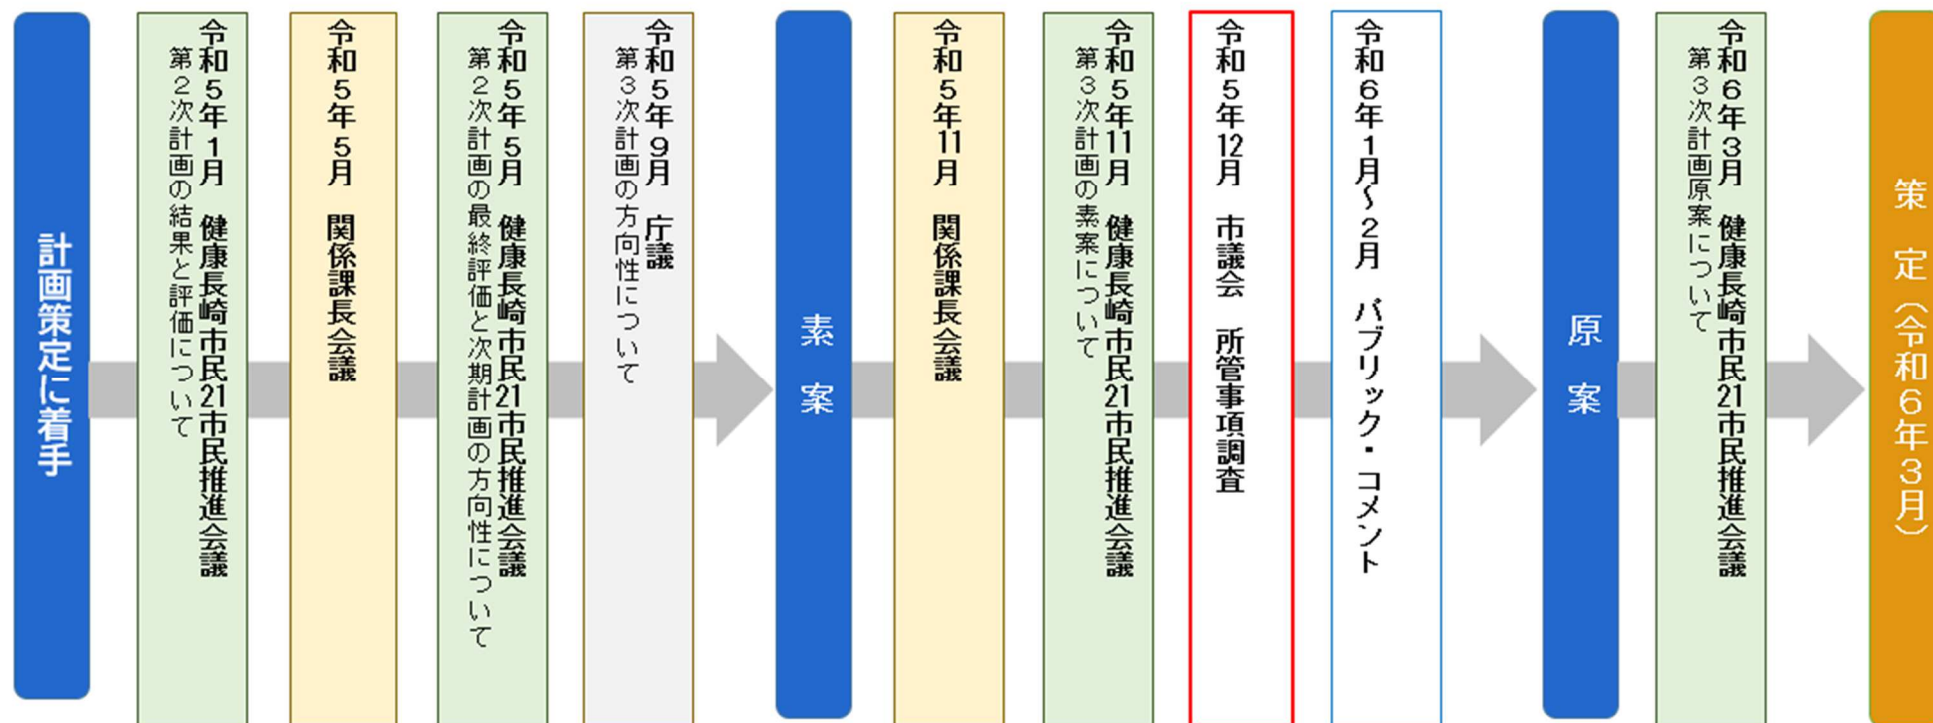 計画策定に着手
令和5年1月　健康長崎市民21市民推進会議
第2次計画の結果と評価について
令和5年5月　関係課長会議
令和5年5月　健康長崎市民21市民推進会議
第2次計画の最終評価と次期計画の方向性について
令和5年9月　庁議
第3次計画の方向性について
素　案
令和5年11月　関係課長会議
令和5年11月　健康長崎市民21市民推進会議
第3次計画の素案について
令和5年12月　市議会　所管事項調査
令和6年1月～2月　パブリック・コメント
原　案
令和6年3月　健康長崎市民21市民推進会議
第3次計画原案について
策　定（令和6年3月）